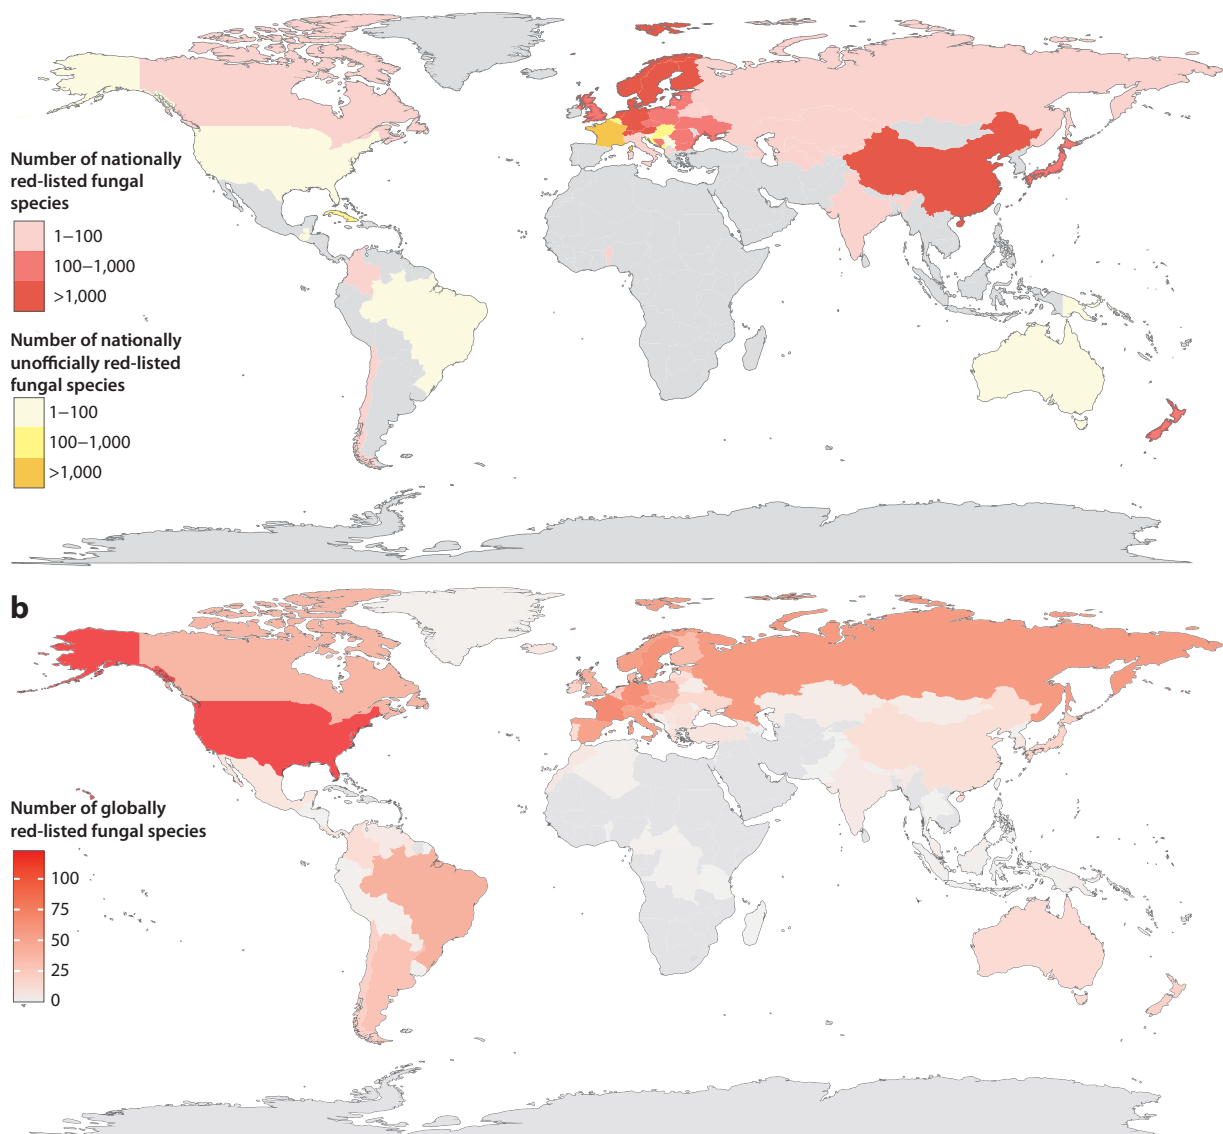 Number of nationally
red-listed fungal
species
1–100
100–1,000
>1,000
Number of nationally
unofficially red-listed
fungal species
1–100
100–1,000
>1,000
b
Number of globally
red-listed fungal species
100
75
50
25
0